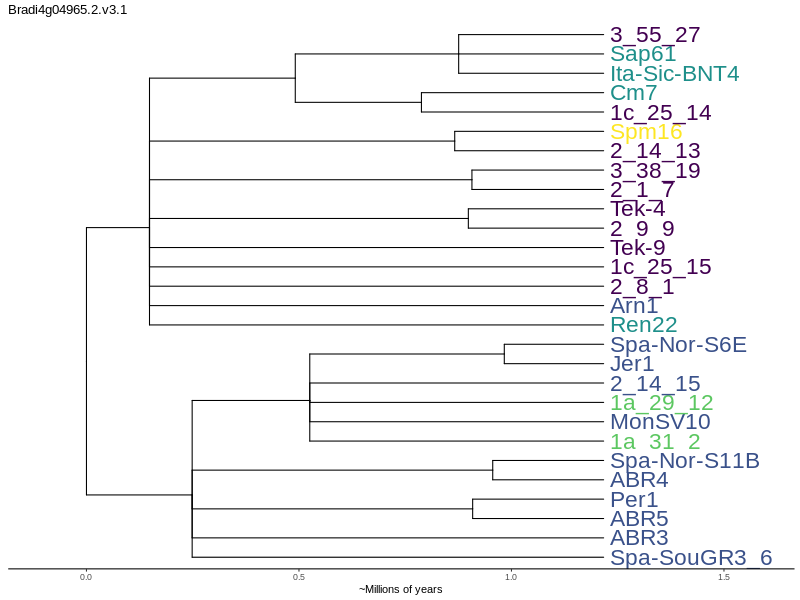 Bradi4g04965.2.v3.1
3_55_27
Sap61
Ita-Sic-BNT4
Cm7
1c_25_14
Spm16
2_14_13
3_38_19
2_1_7
Tek-4
2_9_9
Tek-9
1c_25_15
2_8_1
Arn1
Ren22
Spa-Nor-S6E
Jer1
2_14_15
1a_29_12
MonSV10
1a_31_2
Spa-Nor-S11B
ABR4
Per1
ABR5
ABR3
Spa-SouGR3_6
0.0 0.5 1.0 1.5
~Millions of years